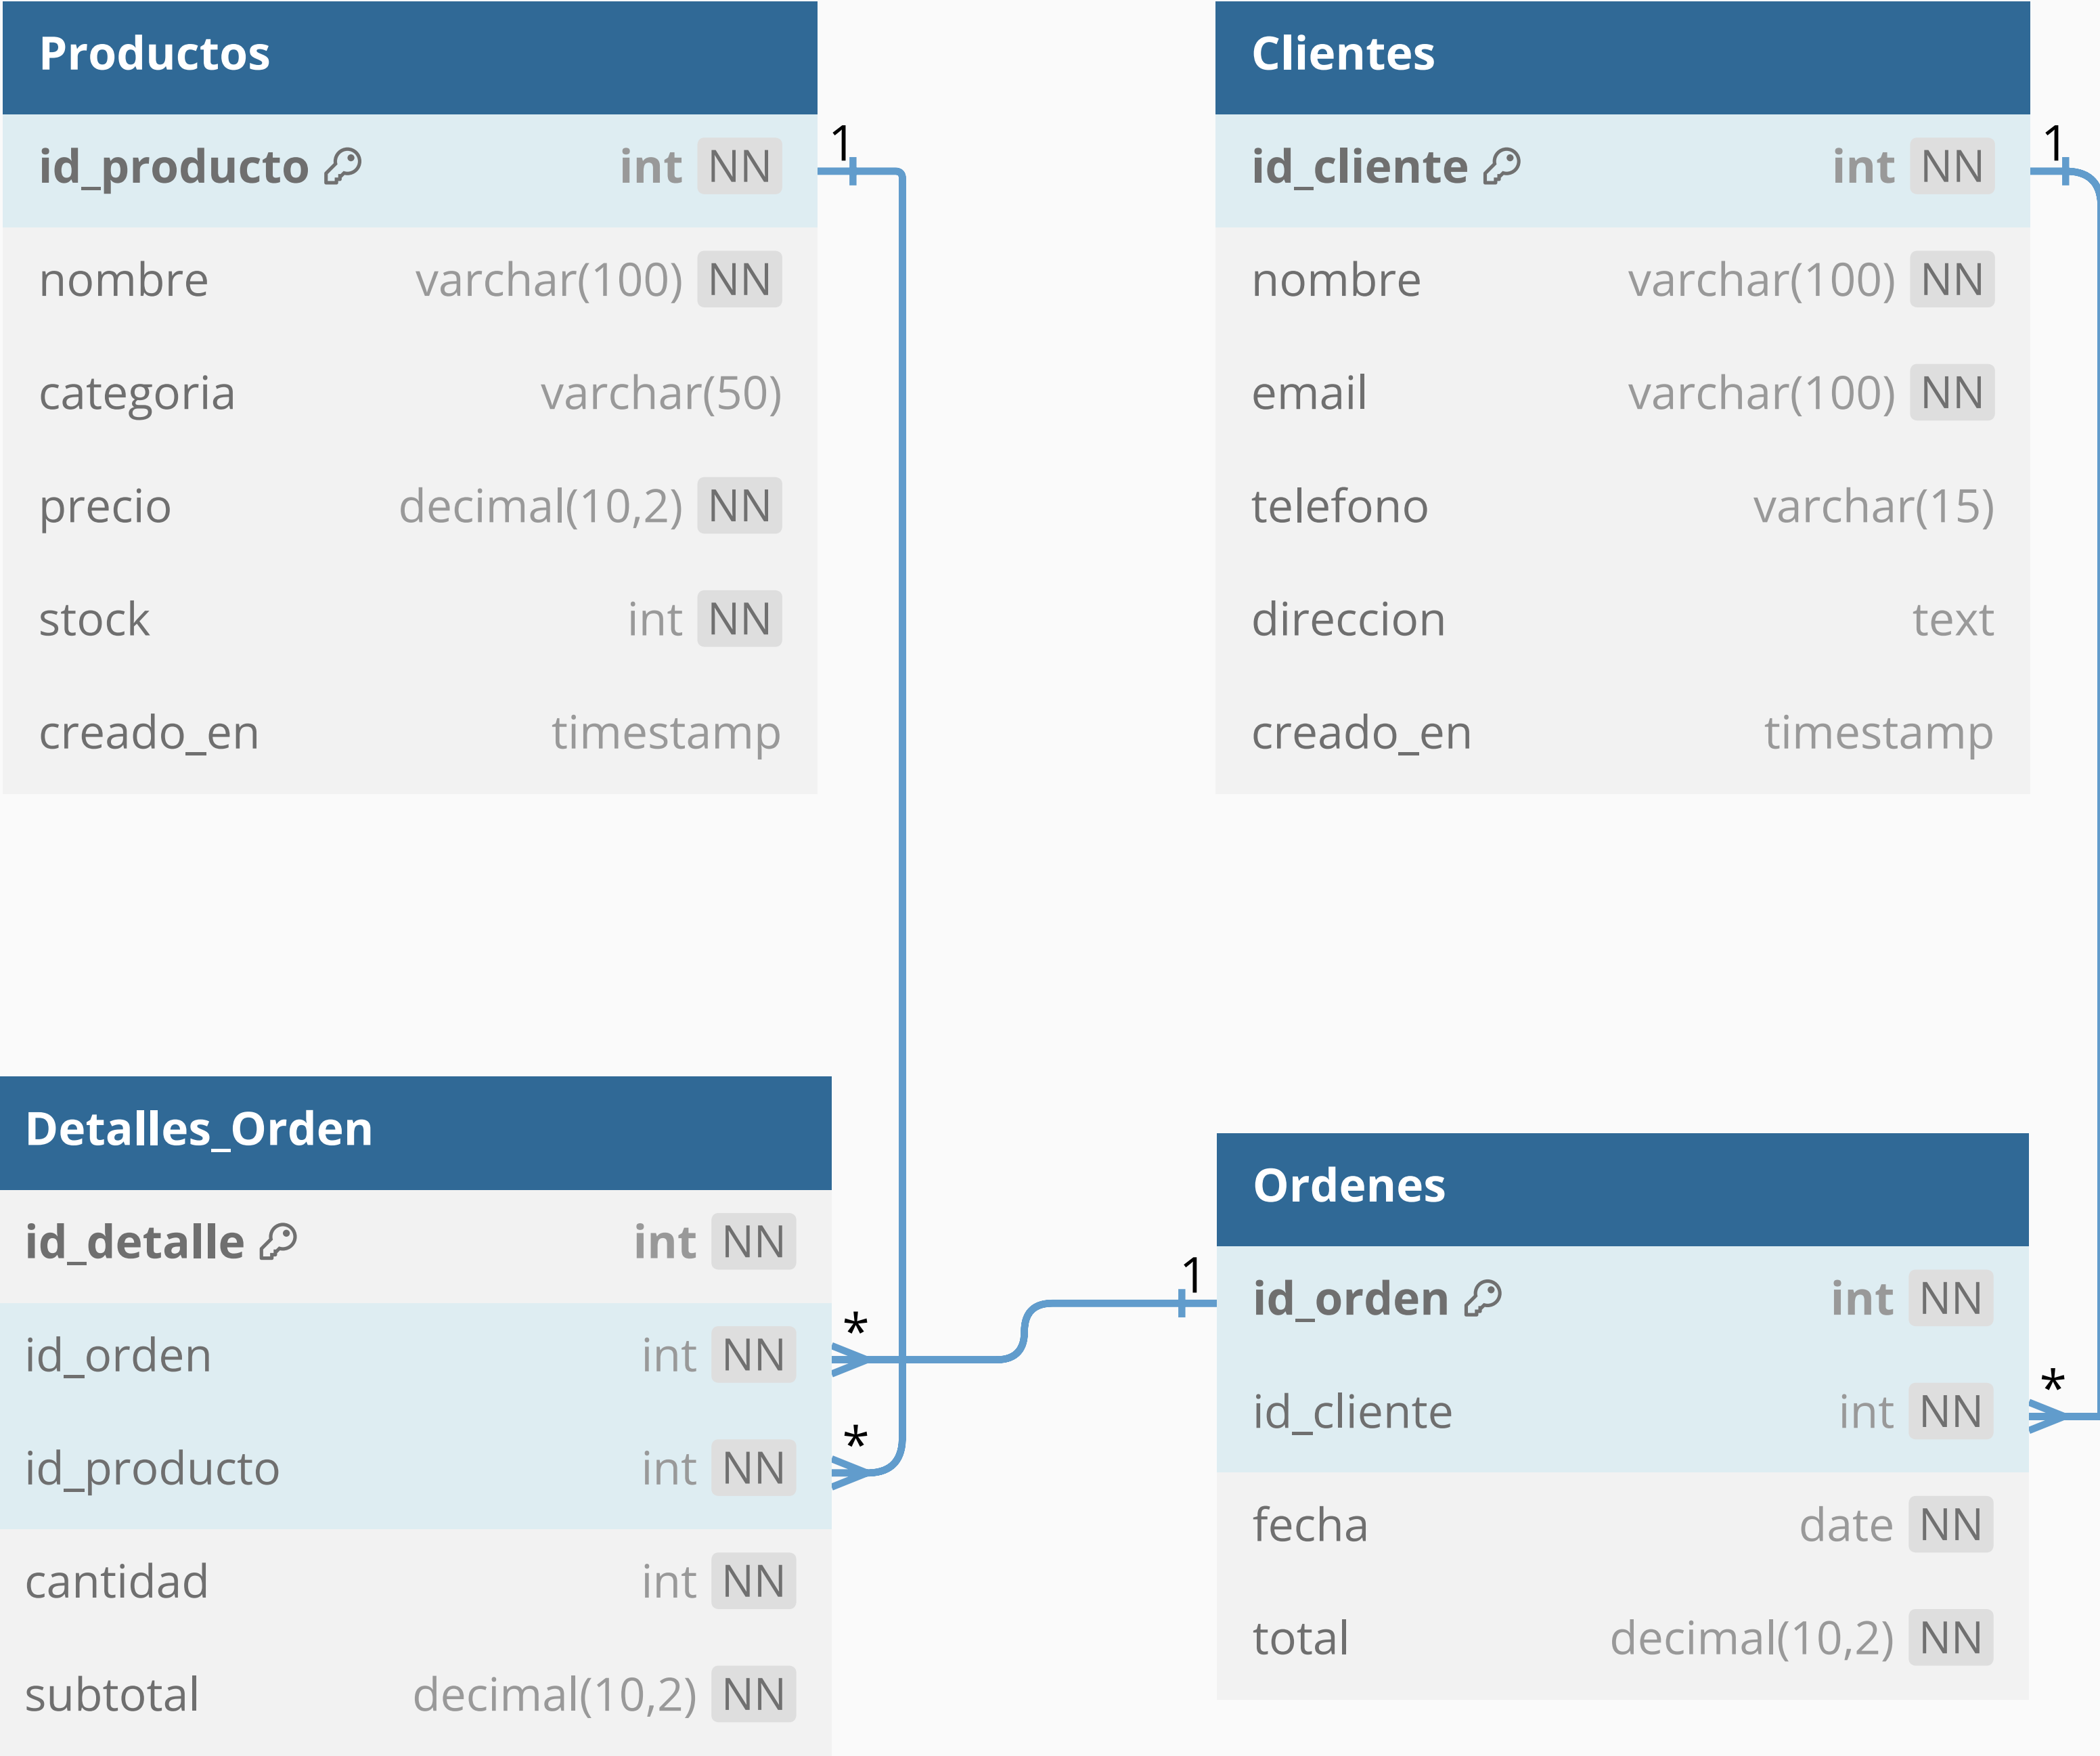 Productos
id_producto int NN
nombre varchar(100) NN
categoria varchar(50)
precio decimal(10,2) NN
stock int NN
creado_en timestamp
1
Clientes
id_cliente int NN
nombre varchar(100) NN
email varchar(100) NN
telefono varchar(15)
direccion text
creado_en timestamp
1
Detalles_Orden
id_detalle int NN
id_orden int NN
id_producto int NN
cantidad int NN
subtotal decimal(10,2) NN
*
*
1
Ordenes
id_orden int NN
id_cliente int NN
fecha date NN
total decimal(10,2) NN
*